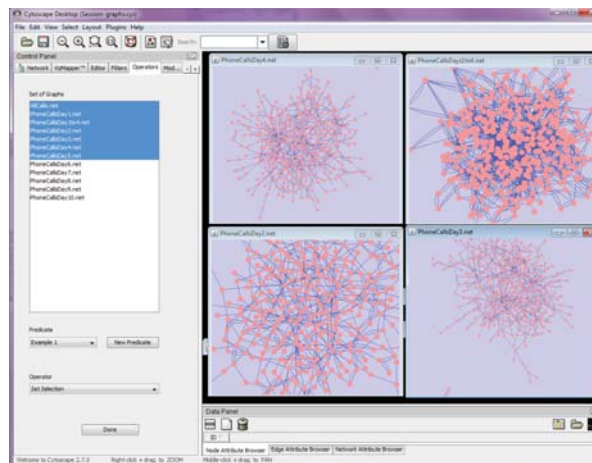 Cytoscape Desktop (Session-graphs.cys)
File Edit View Select Layout Plugins Help
Search:
Control Panel
Network VizMapper™ Editor Filters Operators Mod...
Set of Graphs
AllCalls.net
PhoneCallsDay1.net
PhoneCallsDays1to4.net
PhoneCallsDay2.net
PhoneCallsDay3.net
PhoneCallsDay4.net
PhoneCallsDay5.net
PhoneCallsDay6.net
PhoneCallsDay7.net
PhoneCallsDay8.net
PhoneCallsDay9.net
PhoneCallsDay10.net
Predicate
Example 1
New Predicate
Operator
Set Selection
Done
PhoneCallsDay4.net
PhoneCallsDays1to4.net
PhoneCallsDay2.net
PhoneCallsDay3.net
Data Panel
ID
Node Attribute Browser Edge Attribute Browser Network Attribute Browser
Welcome to Cytoscape 2.7.0 Right-click + drag to ZOOM Middle-click + drag to PAN